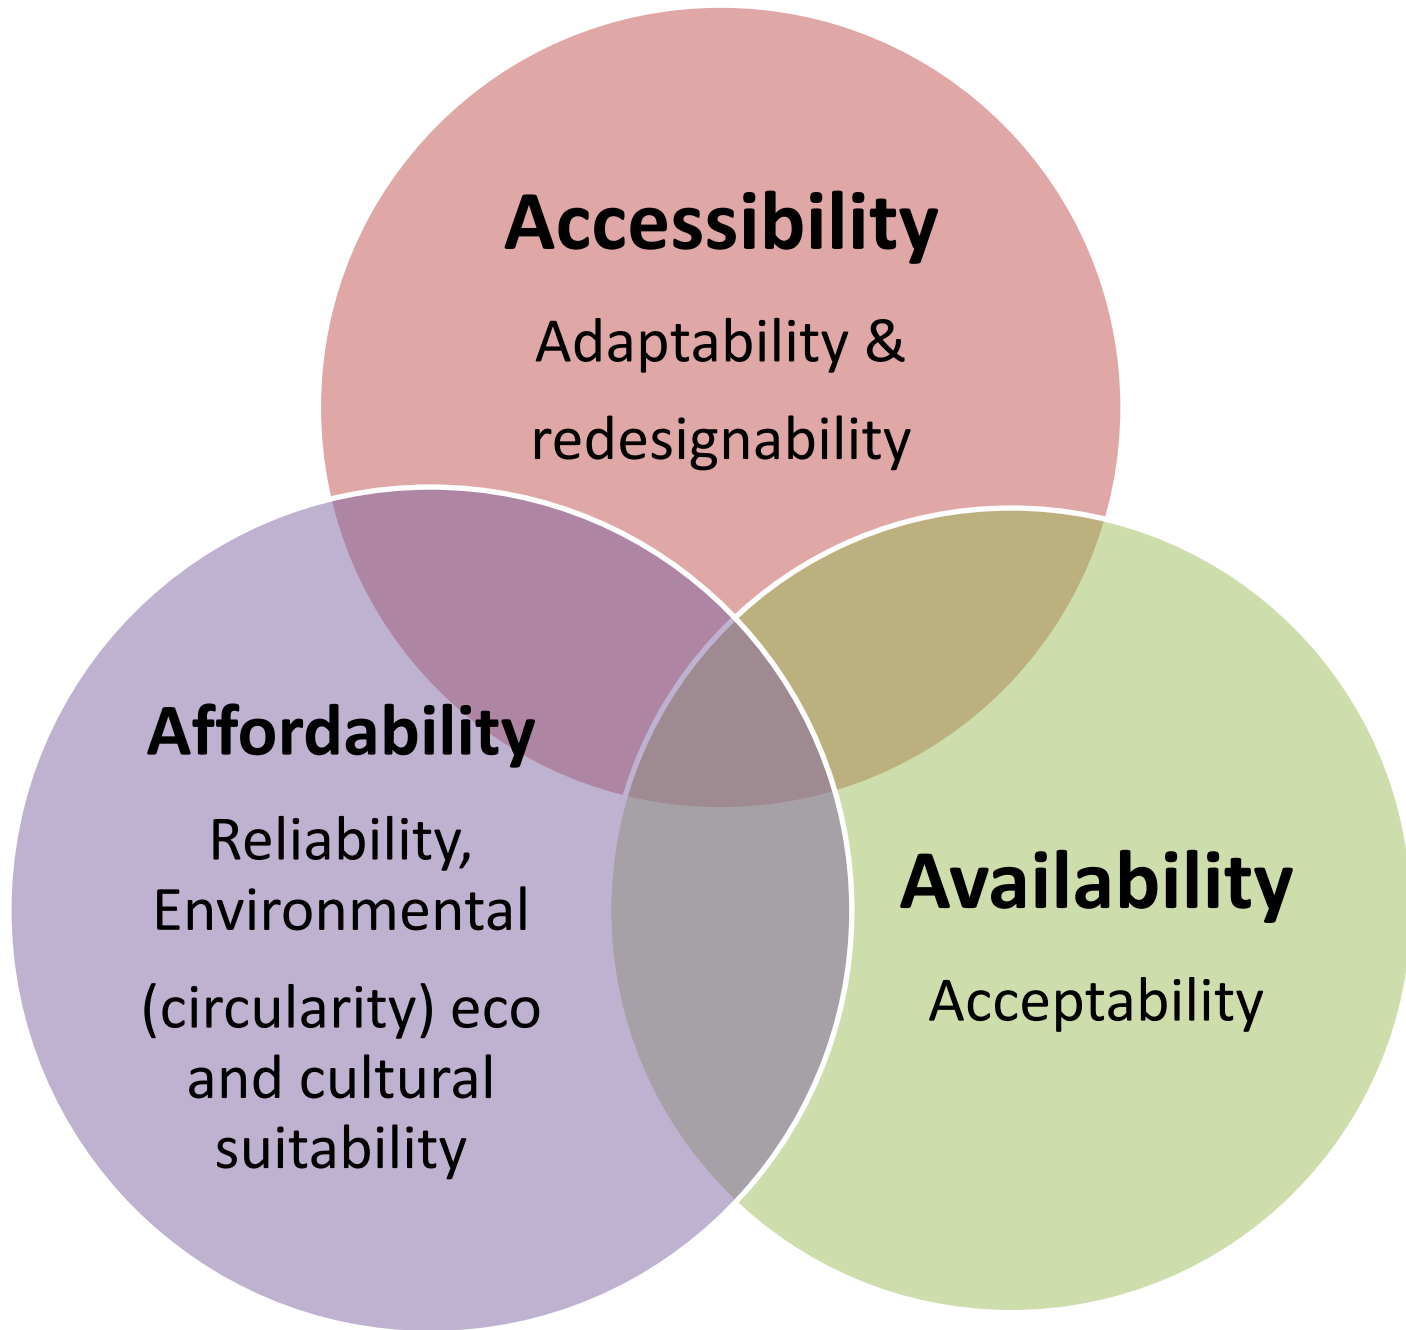 Accessibility
Adaptability &
redesignability
Affordability
Reliability,
Environmental
(circularity) eco
and cultural
suitability
Availability
Acceptability